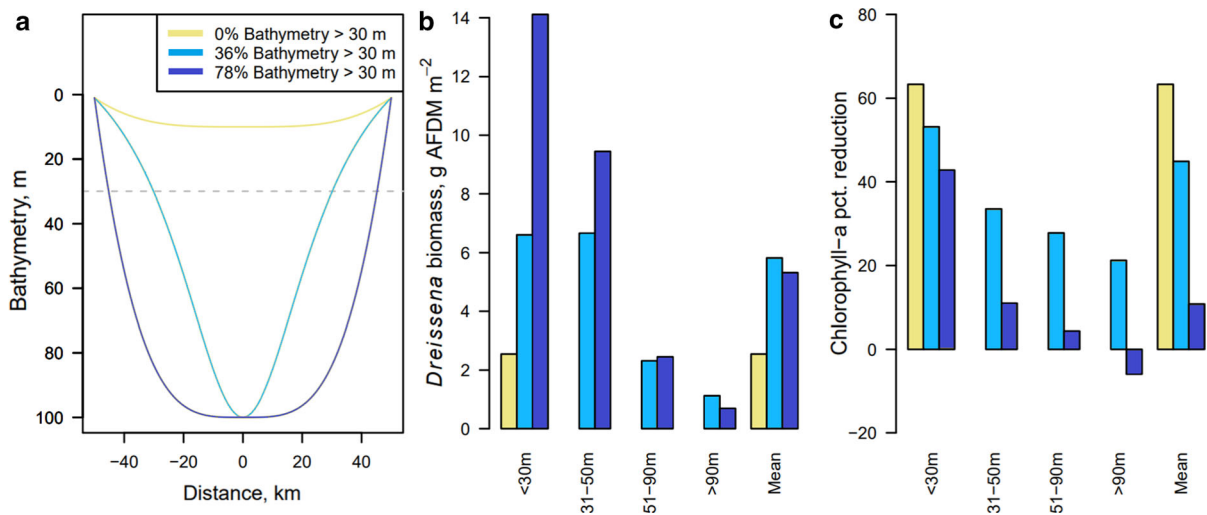 a
0% Bathymetry > 30 m
36% Bathymetry > 30 m
78% Bathymetry > 30 m
Bathymetry, m
0
20
40
60
80
100
−40
−20
0
20
40
Distance, km
b
Dreissena biomass, g AFDM m−2
14
12
10
8
6
4
2
0
<30m
31−50m
51−90m
>90m
Mean
c
Chlorophyll−a pct. reduction
80
60
40
20
0
−20
<30m
31−50m
51−90m
>90m
Mean